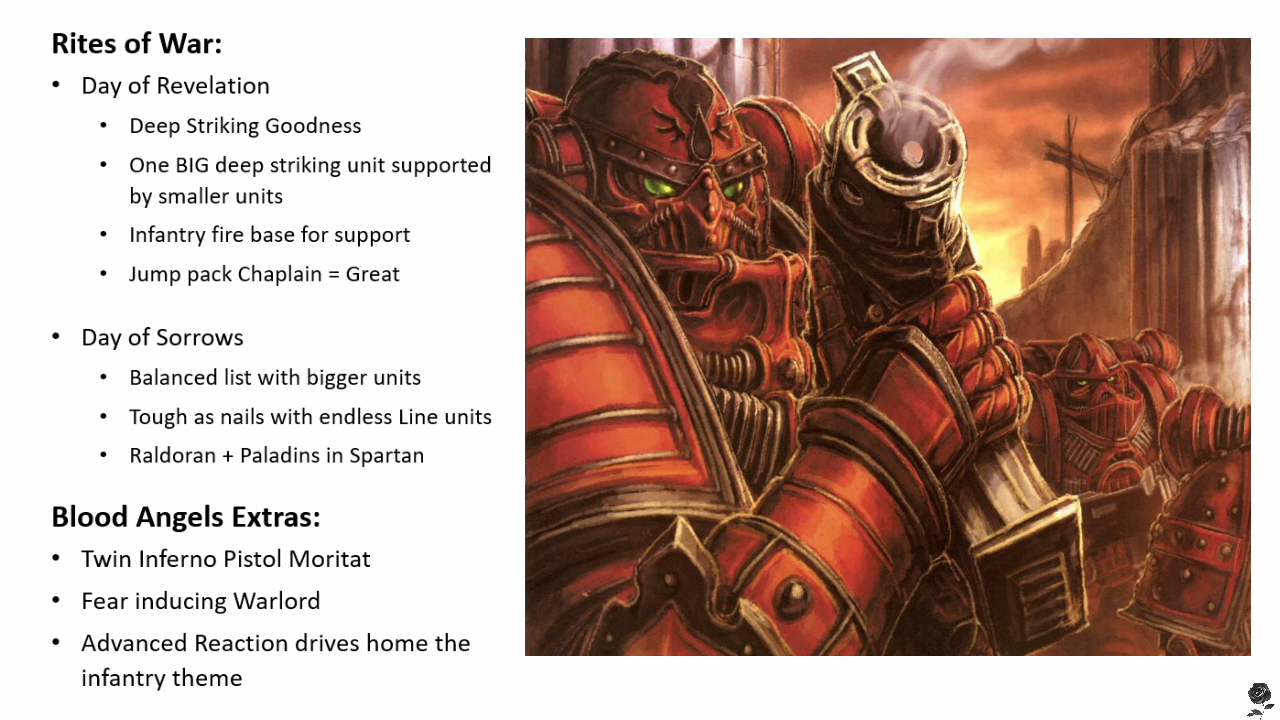 Rites of War:
• Day of Revelation
• Deep Striking Goodness
• One BIG deep striking unit supported
by smaller units
• Infantry fire base for support
• Jump pack Chaplain = Great
• Day of Sorrows
• Balanced list with bigger units
• Tough as nails with endless Line units
• Raldoran + Paladins in Spartan
Blood Angels Extras:
• Twin Inferno Pistol Moritat
• Fear inducing Warlord
• Advanced Reaction drives home the
infantry theme